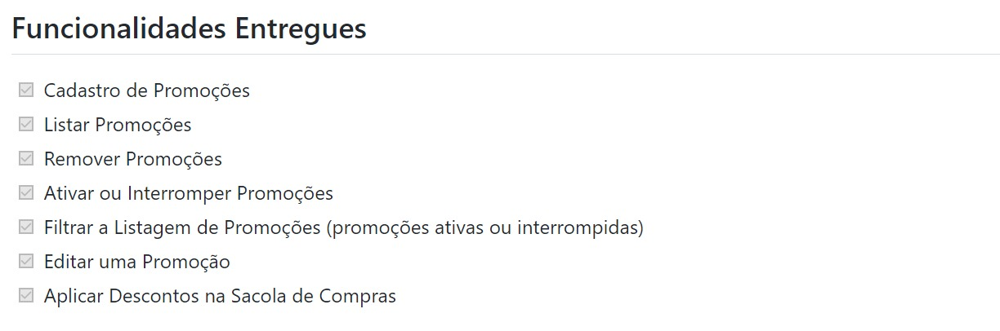 Funcionalidades Entregues
Cadastro de Promoções
Listar Promoções
Remover Promoções
Ativar ou Interromper Promoções
Filtrar a Listagem de Promoções (promoções ativas ou interrompidas)
Editar uma Promoção
Aplicar Descontos na Sacola de Compras